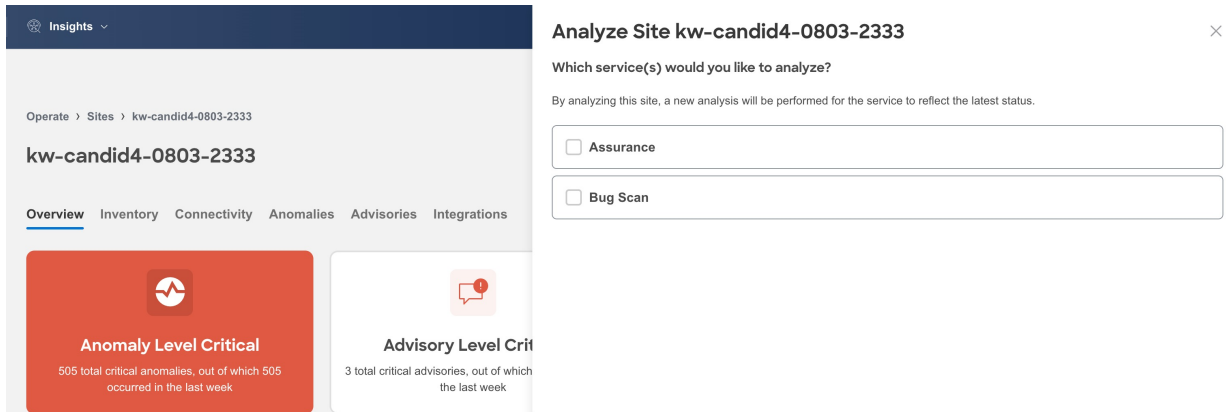 Insights
Operate > Sites > kw-candid4-0803-2333
kw-candid4-0803-2333
Overview Inventory Connectivity Anomalies Advisories Integrations
Anomaly Level Critical
505 total critical anomalies, out of which 505
occurred in the last week
Advisory Level Crit
3 total critical advisories, out of which
the last week
Analyze Site kw-candid4-0803-2333
Which service(s) would you like to analyze?
By analyzing this site, a new analysis will be performed for the service to reflect the latest status.
Assurance
Bug Scan